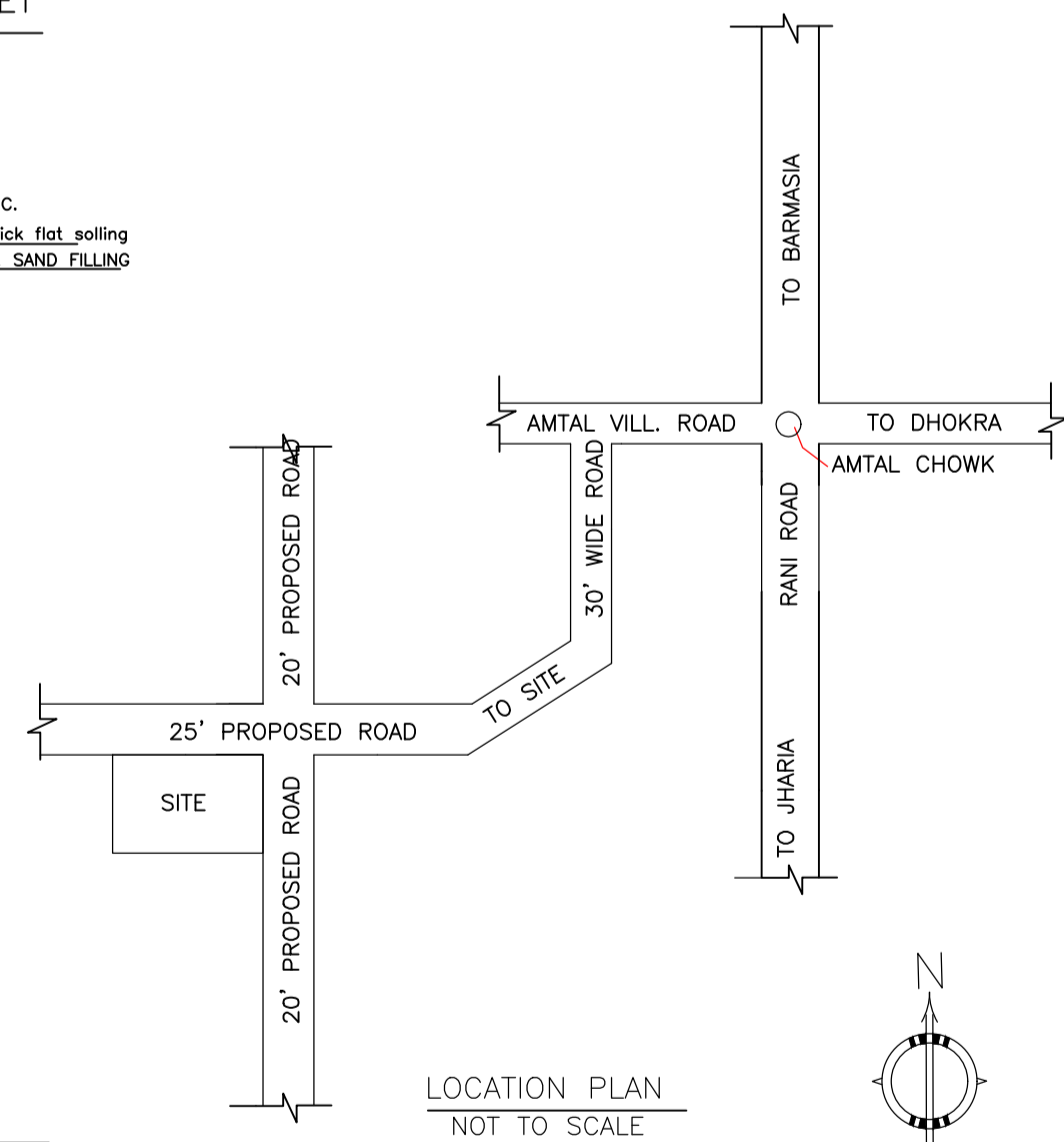 C.
ick flat solling
SAND FILLING
TO BARMASIA
AMTAL VILL. ROAD
TO DHOKRA
AMTAL CHOWK
30' WIDE ROAD
RANI ROAD
20' PROPOSED ROAD
TO SITE
25' PROPOSED ROAD
SITE
TO JHARIA
20' PROPOSED ROAD
N
LOCATION PLAN
NOT TO SCALE